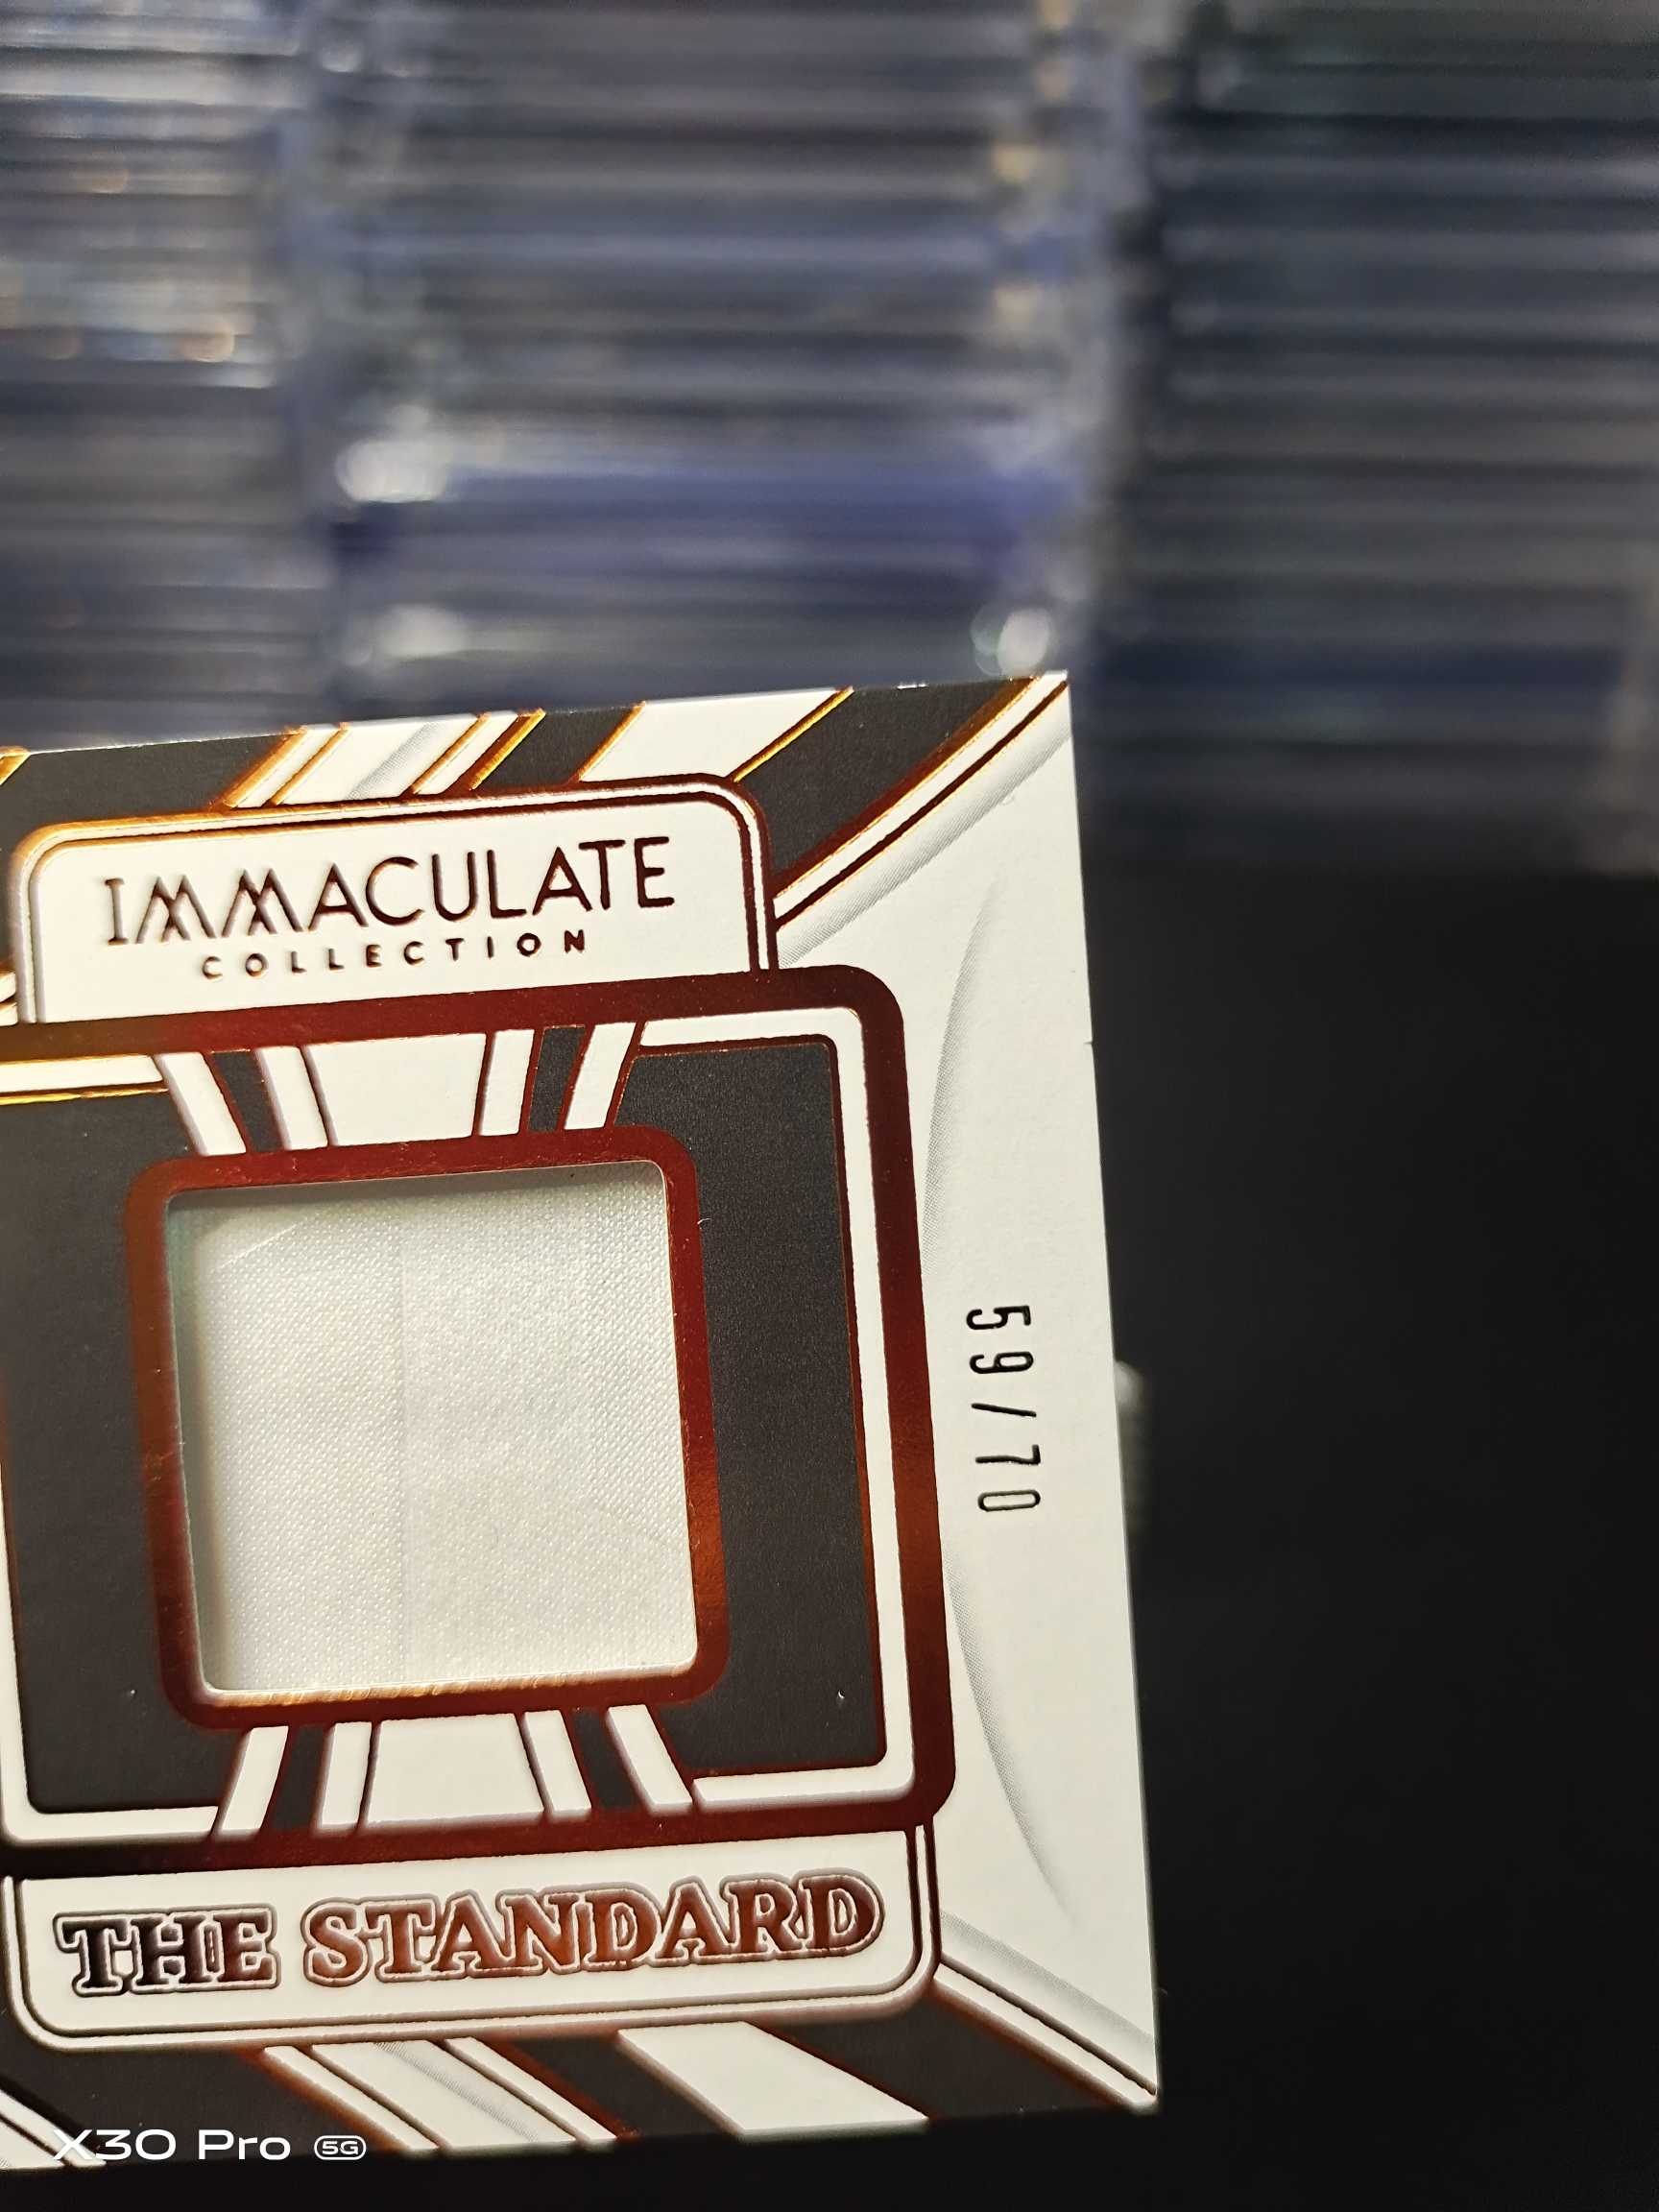 IMMACULATE
COLLECTION
59/70
THE STANDARD
X30 Pro 5G